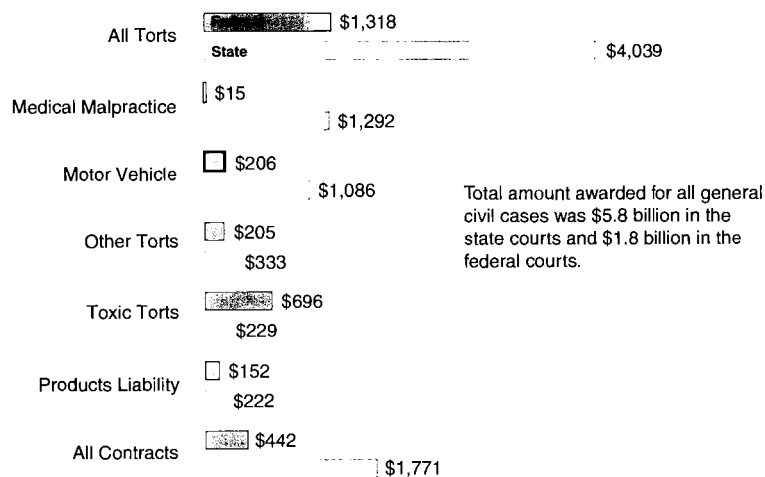 All Torts
$1,318
State
$4,039
Medical Malpractice
$15
$1,292
Motor Vehicle
$206
$1,086
Total amount awarded for all general
civil cases was $5.8 billion in the
state courts and $1.8 billion in the
federal courts.
Other Torts
$205
$333
Toxic Torts
$696
$229
Products Liability
$152
$222
All Contracts
$442
$1,771